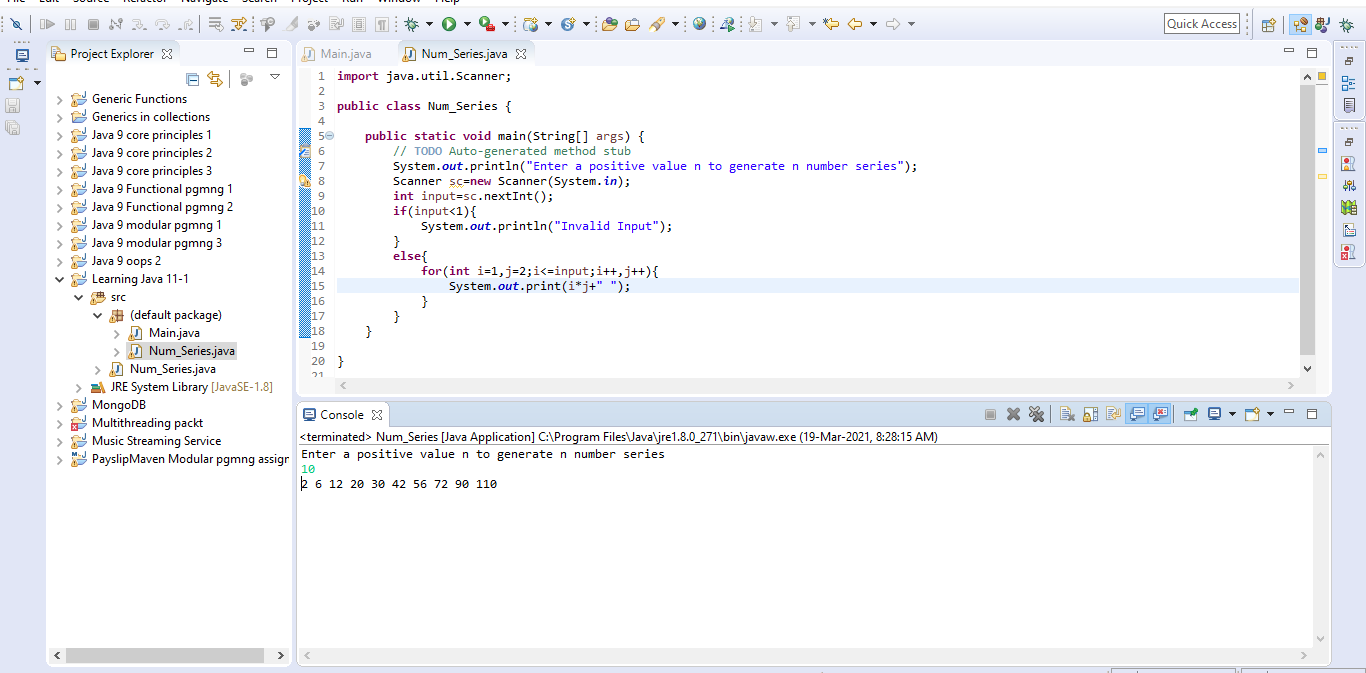 File Edit Source Refactor Navigate Search Project Run Window Help
Quick Access
Project Explorer
Generic Functions
Generics in collections
Java 9 core principles 1
Java 9 core principles 2
Java 9 core principles 3
Java 9 Functional pgmng 1
Java 9 Functional pgmng 2
Java 9 modular pgmng 1
Java 9 modular pgmng 3
Java 9 oops 2
Learning Java 11-1
src
(default package)
Main.java
Num_Series.java
Num_Series.java
JRE System Library [JavaSE-1.8]
MongoDB
Multithreading packt
Music Streaming Service
PayslipMaven Modular pgmng assigr
Main.java Num_Series.java
1 import java.util.Scanner;
2
3 public class Num_Series {
4
5 public static void main(String[] args) {
6 // TODO Auto-generated method stub
7 System.out.println("Enter a positive value n to generate n number series");
8 Scanner sc=new Scanner(System.in);
9 int input=sc.nextInt();
10 if(input<1){
11 System.out.println("Invalid Input");
12 }
13 else{
14 for(int i=1,j=2;i<=input;i++,j++){
15 System.out.print(i*j+" ");
16 }
17 }
18 }
19
20 }
21
Console
<terminated> Num_Series [Java Application] C:\Program Files\Java\jre1.8.0_271\bin\javaw.exe (19-Mar-2021, 8:28:15 AM)
Enter a positive value n to generate n number series
10
2 6 12 20 30 42 56 72 90 110